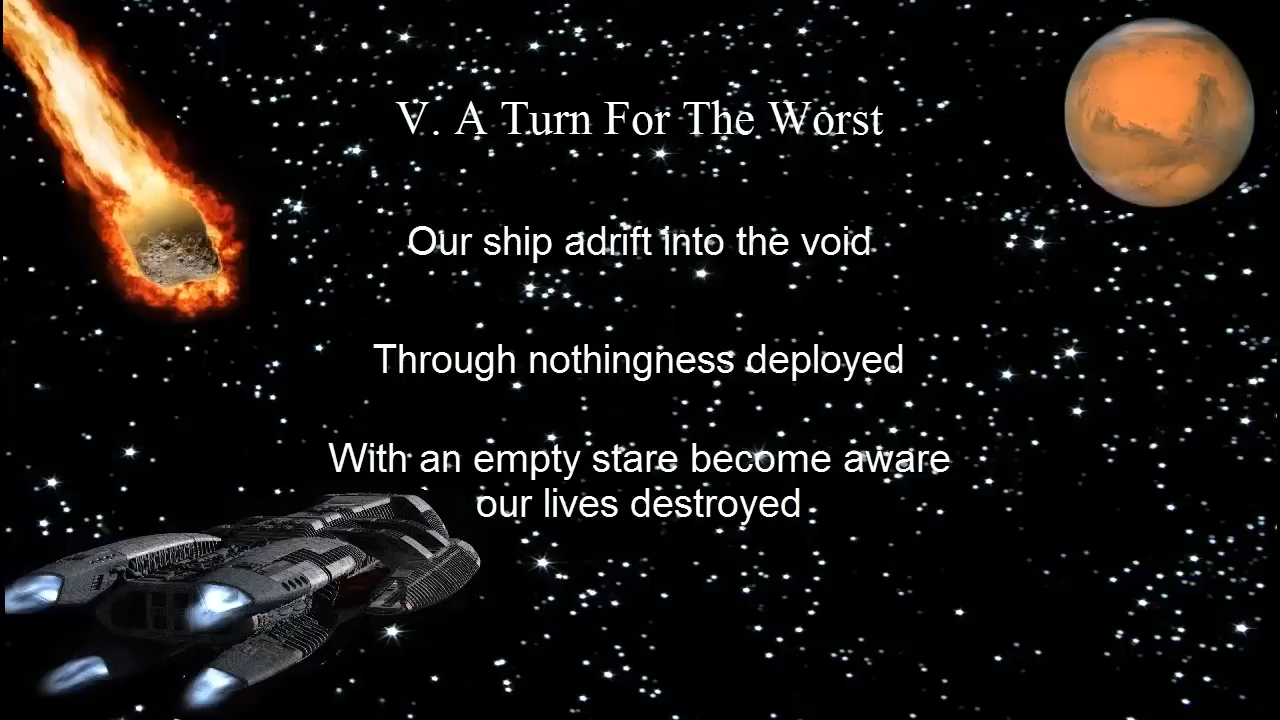 V. A Turn For The Worst
Our ship adrift into the void
Through nothingness deployed
With an empty stare become aware
our lives destroyed